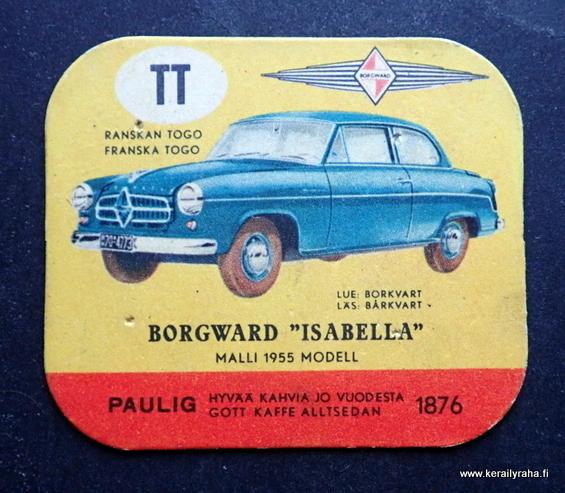 TT
BORGWARD
RANSKAN TOGO
FRANSKA TOGO
LUE: BORKVART
LÄS: BÅRKVART
BORGWARD "ISABELLA"
MALLI 1955 MODELL
PAULIG HYVÄÄ KAHVIA JO VUODESTA 1876
GOTT KAFFE ALLTSEDAN
www.kerailyraha.fi